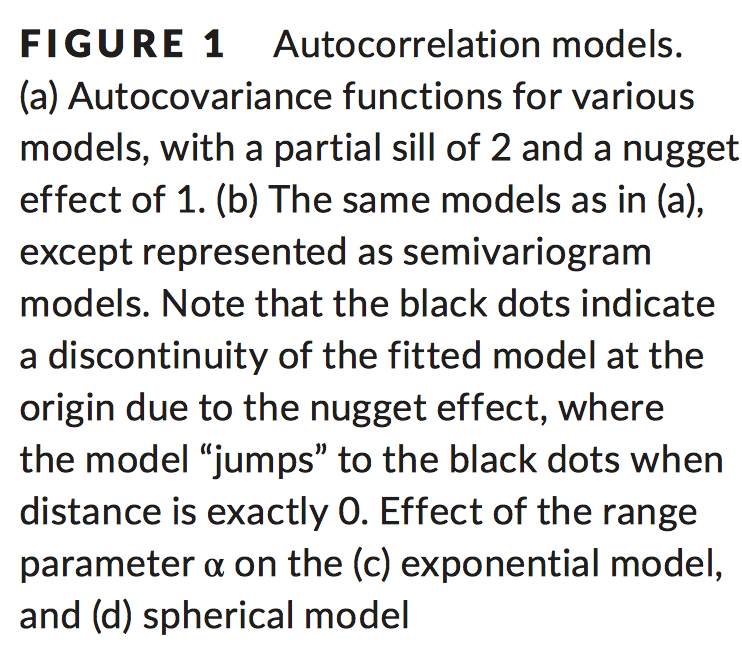 FIGURE 1 Autocorrelation models.
(a) Autocovariance functions for various
models, with a partial sill of 2 and a nugget
effect of 1. (b) The same models as in (a),
except represented as semivariogram
models. Note that the black dots indicate
a discontinuity of the fitted model at the
origin due to the nugget effect, where
the model “jumps” to the black dots when
distance is exactly 0. Effect of the range
parameter α on the (c) exponential model,
and (d) spherical model